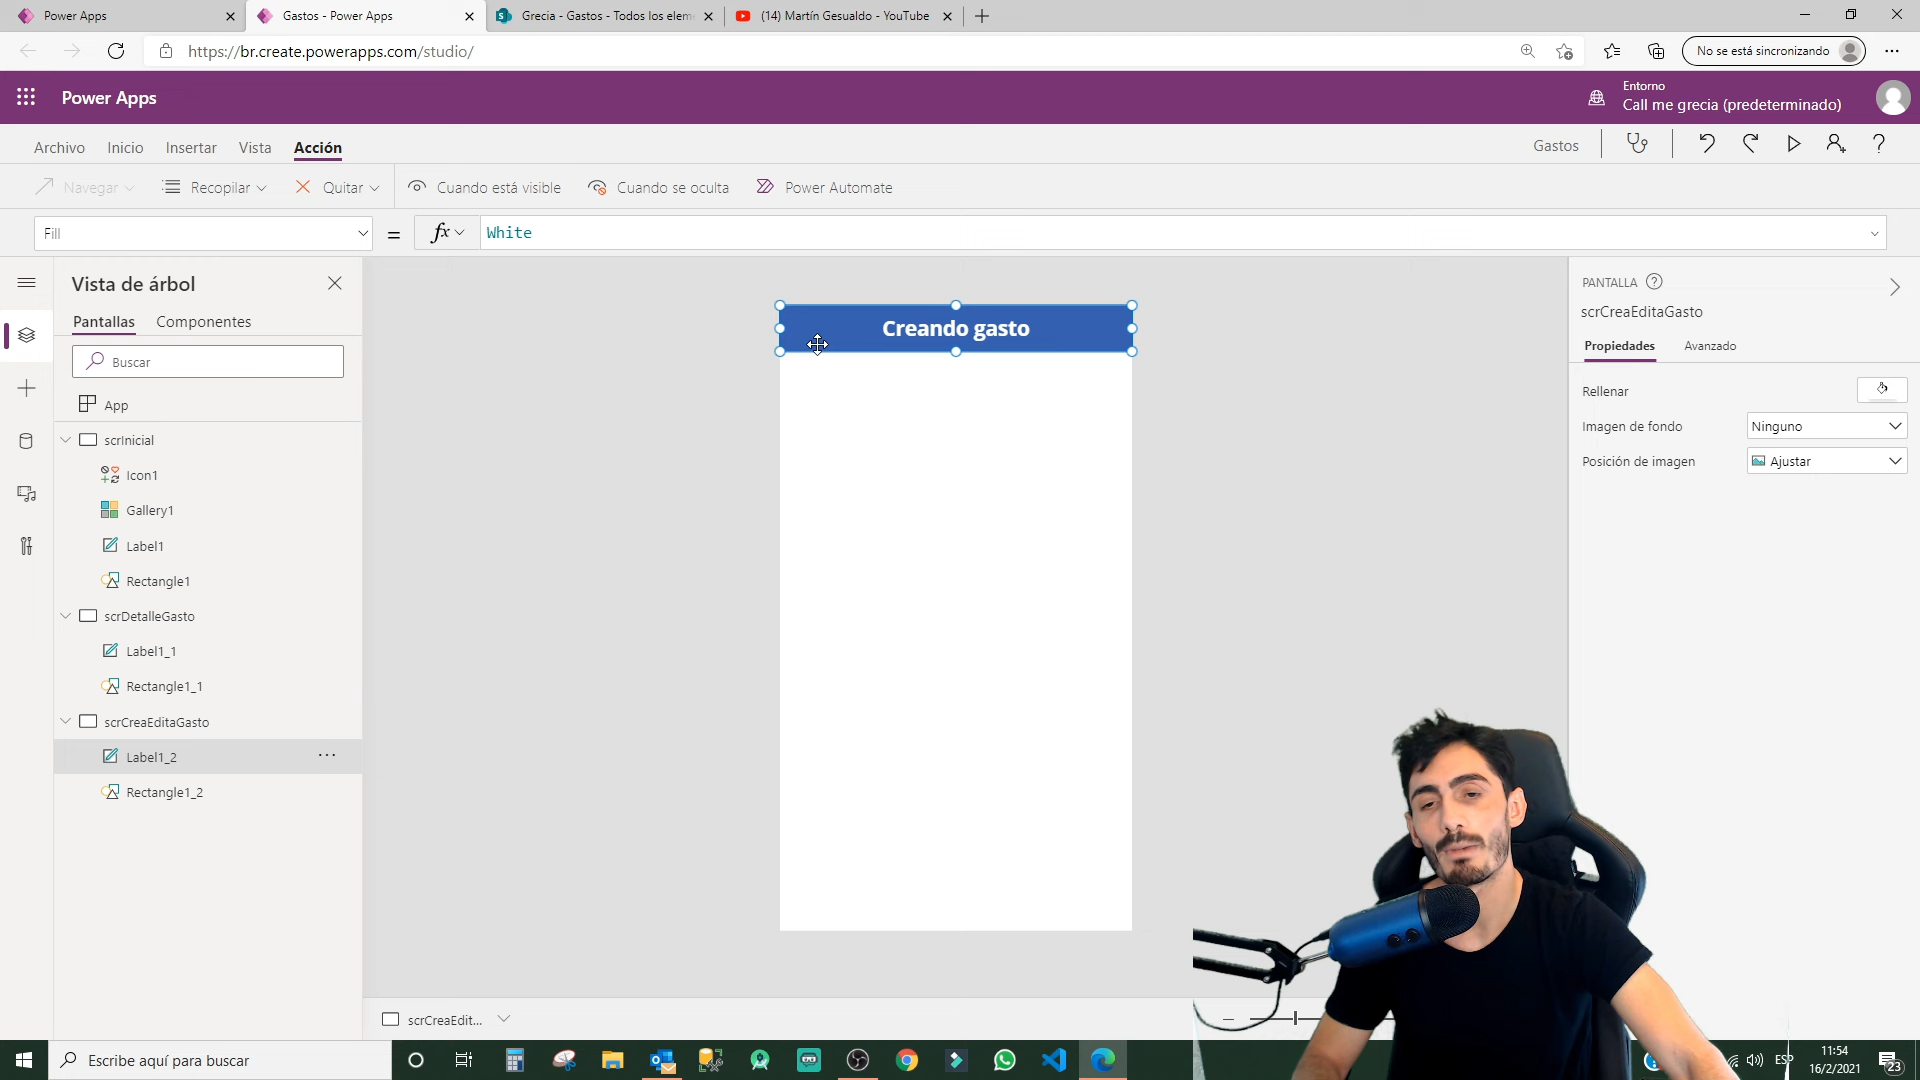 Power Apps
Gastos - Power Apps
Grecia - Gastos - Todos los elem
(14) Martín Gesualdo - YouTube
https://br.create.powerapps.com/studio/
No se está sincronizando
Power Apps
Entorno
Call me grecia (predeterminado)
Archivo
Inicio
Insertar
Vista
Acción
Gastos
Navegar
Recopilar
Quitar
Cuando está visible
Cuando se oculta
Power Automate
Fill
=
fx
White
Vista de árbol
Pantallas
Componentes
Buscar
App
scrInicial
Icon1
Gallery1
Label1
Rectangle1
scrDetalleGasto
Label1_1
Rectangle1_1
scrCreaEditaGasto
Label1_2
Rectangle1_2
Creando gasto
PANTALLA
scrCreaEditaGasto
Propiedades
Avanzado
Rellenar
Imagen de fondo
Ninguno
Posición de imagen
Ajustar
scrCreaEdit...
Escribe aquí para buscar
ESP
11:54
16/2/2021
23